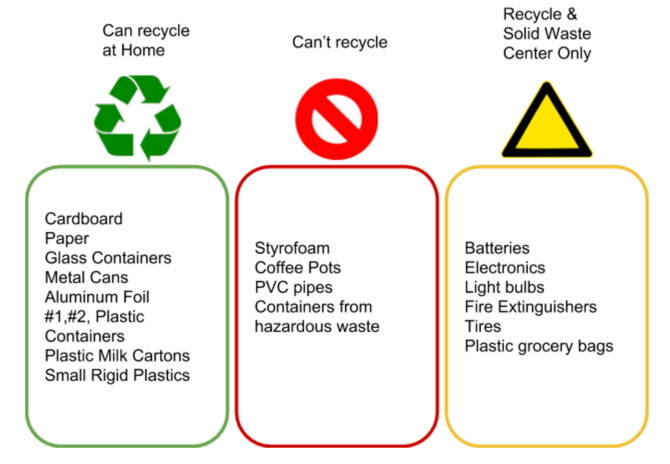 Can recycle
at Home
Can't recycle
Recycle &
Solid Waste
Center Only
Cardboard
Paper
Glass Containers
Metal Cans
Aluminum Foil
#1,#2, Plastic
Containers
Plastic Milk Cartons
Small Rigid Plastics
Styrofoam
Coffee Pots
PVC pipes
Containers from
hazardous waste
Batteries
Electronics
Light bulbs
Fire Extinguishers
Tires
Plastic grocery bags